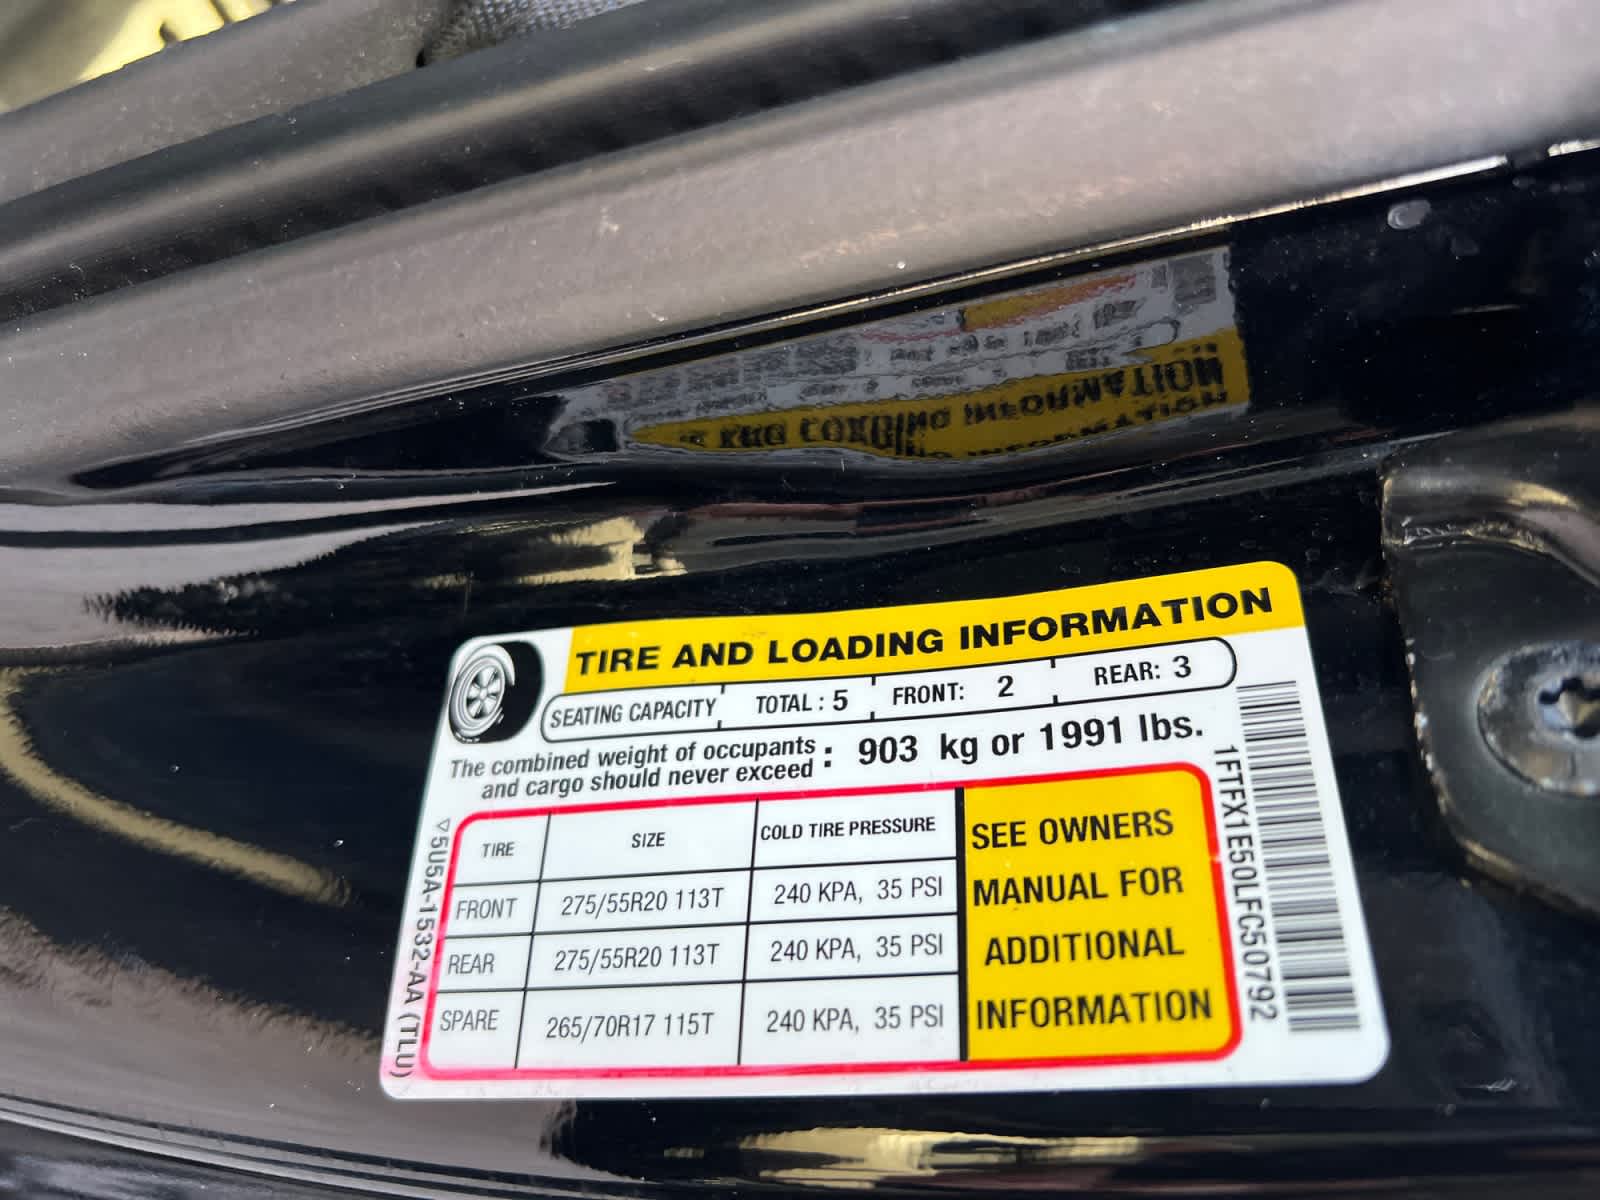 TIRE AND LOADING INFORMATION
SEATING CAPACITY TOTAL : 5 FRONT: 2 REAR: 3
The combined weight of occupants
and cargo should never exceed : 903 kg or 1991 lbs.
TIRE SIZE COLD TIRE PRESSURE
FRONT 275/55R20 113T 240 KPA, 35 PSI
REAR 275/55R20 113T 240 KPA, 35 PSI
SPARE 265/70R17 115T 240 KPA, 35 PSI
SEE OWNERS
MANUAL FOR
ADDITIONAL
INFORMATION
5U5A-1532-AA (TLU)
1FTFX1E50LFC50792